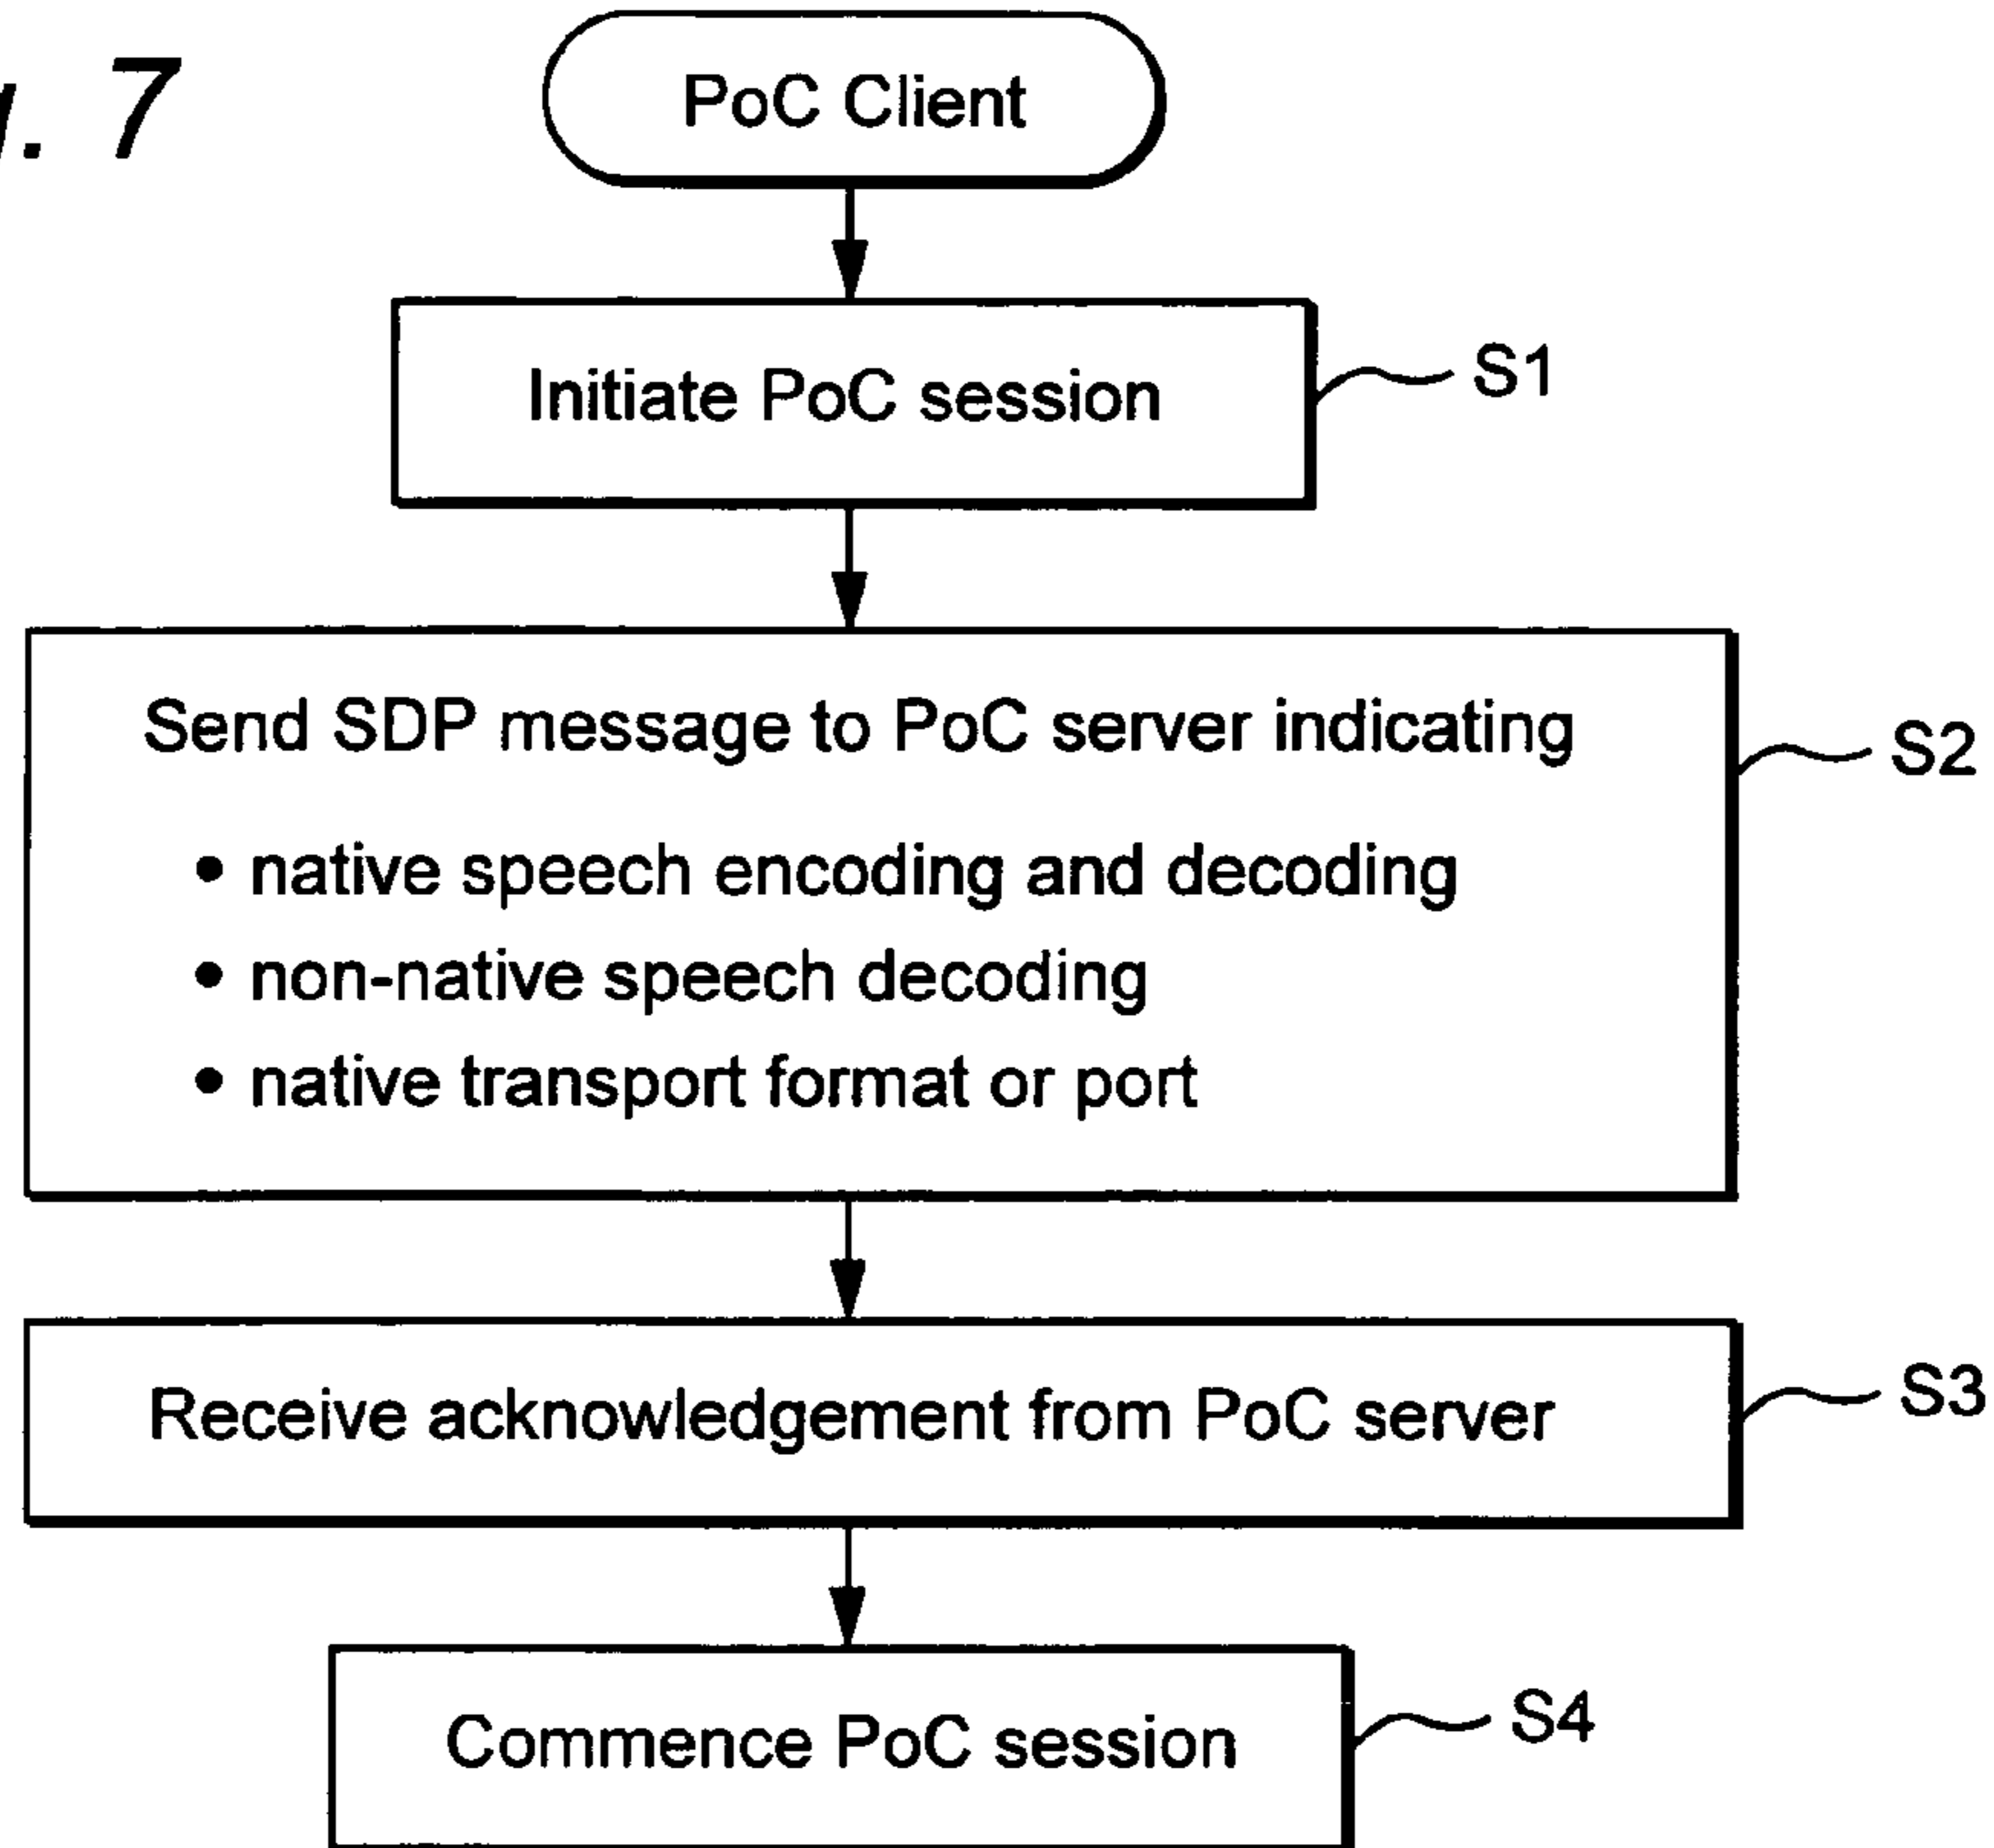 . 7
PoC Client
Initiate PoC session
S1
Send SDP message to PoC server indicating
S2
• native speech encoding and decoding
• non-native speech decoding
• native transport format or port
Receive acknowledgement from PoC server
S3
Commence PoC session
S4